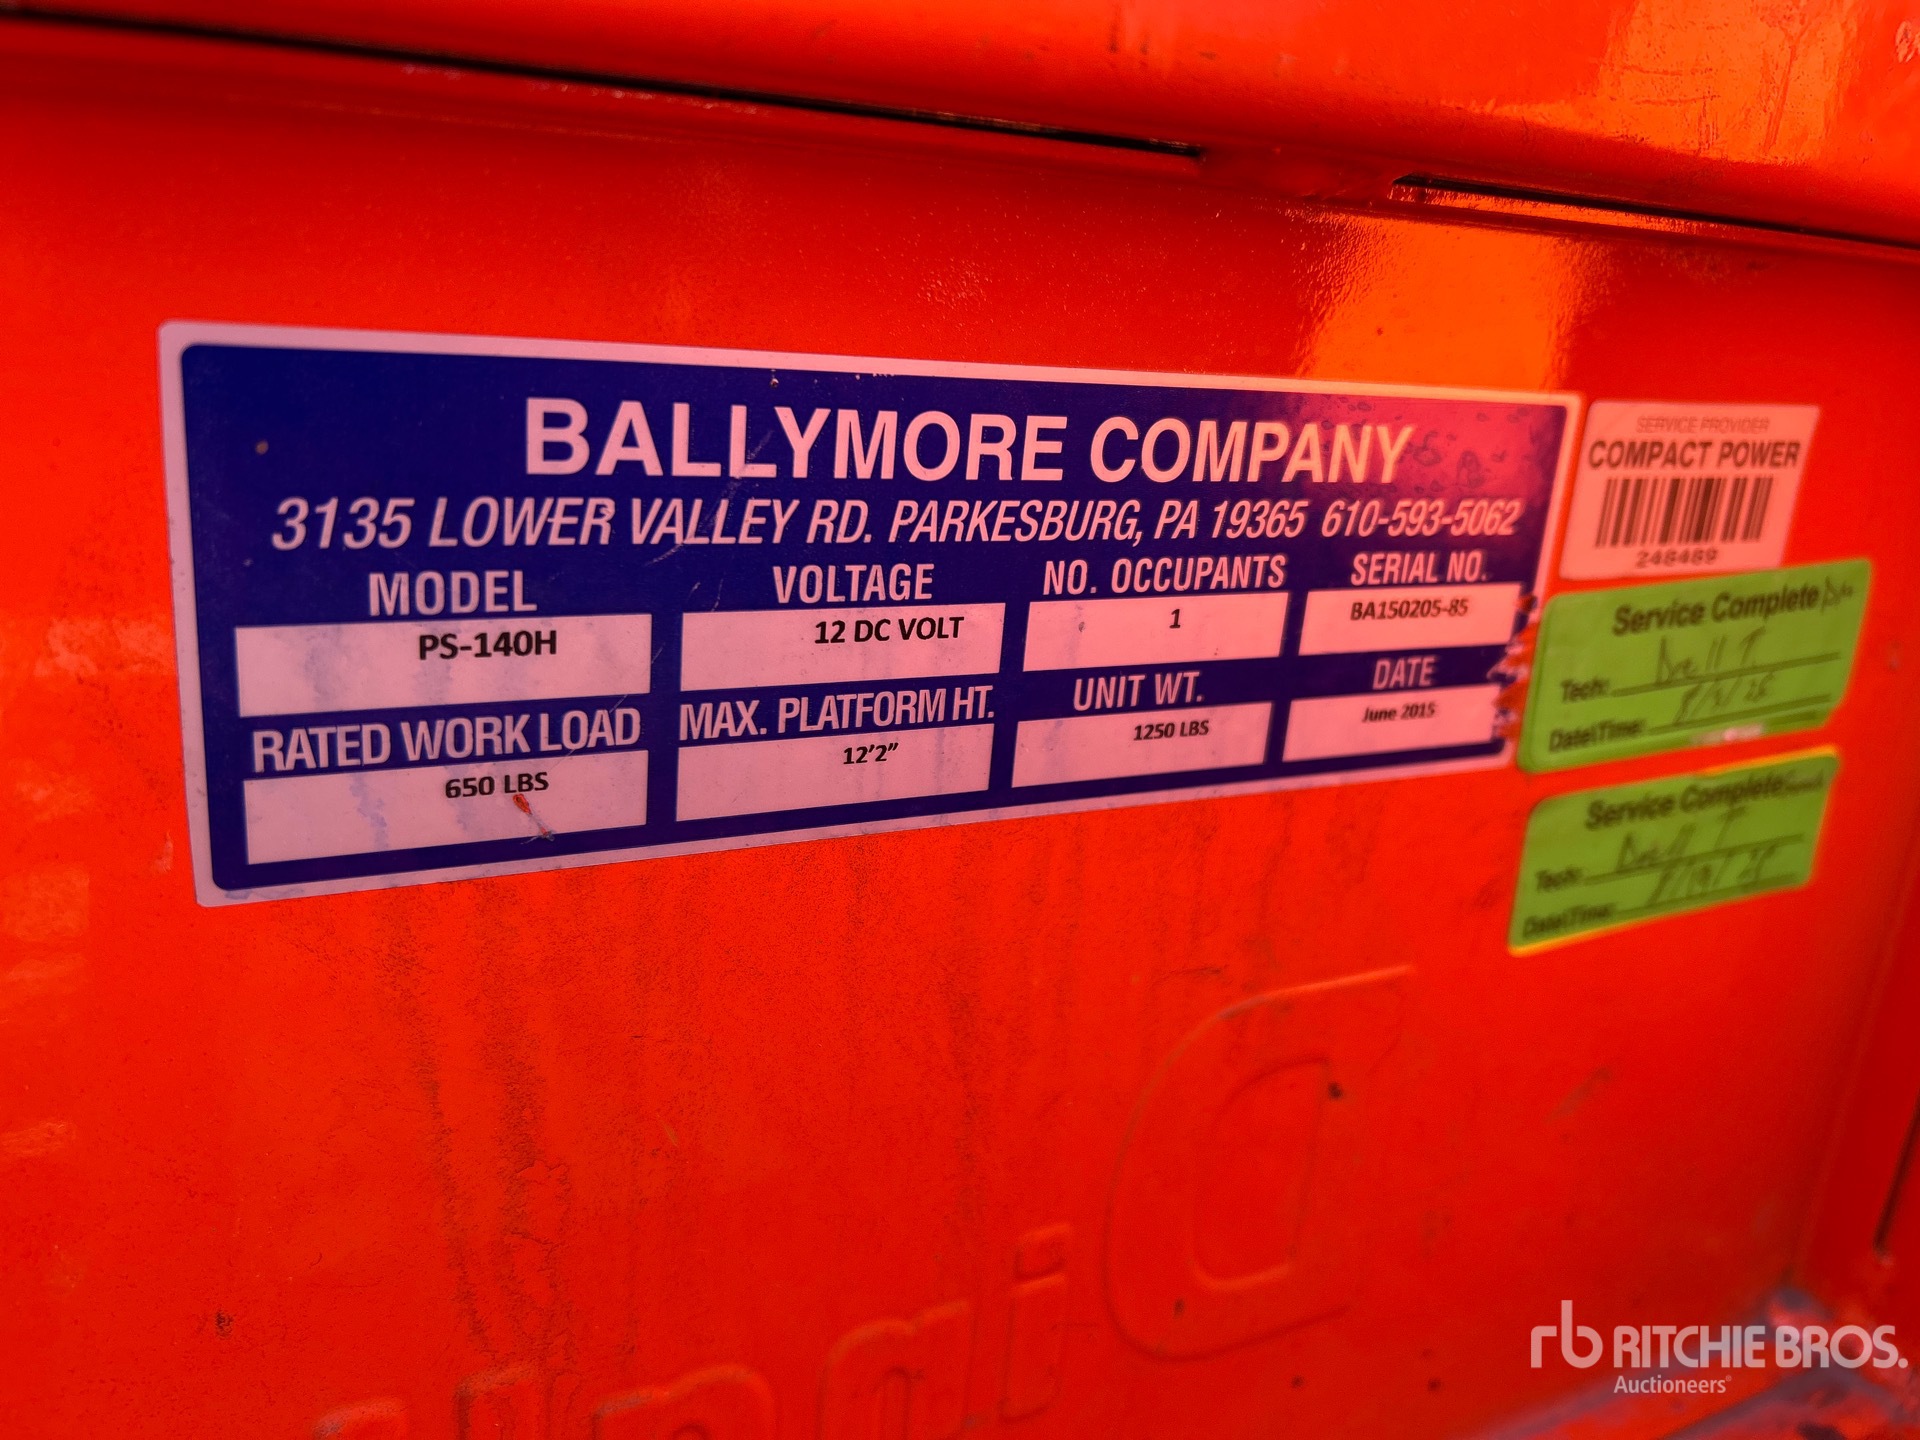 BALLYMORE COMPANY
3135 LOWER VALLEY RD. PARKESBURG, PA 19365 610-593-5062
MODEL VOLTAGE NO. OCCUPANTS SERIAL NO.
PS-140H 12 DC VOLT 1 BA150205-85
RATED WORK LOAD MAX. PLATFORM HT. UNIT WT. DATE
650 LBS 12'2" 1250 LBS June 2015
SERVICE PROVIDER
COMPACT POWER
248489
Service Complete
Tech:
Date\Time:
Service Complete
Tech:
Date\Time:
rb RITCHIE BROS.
Auctioneers